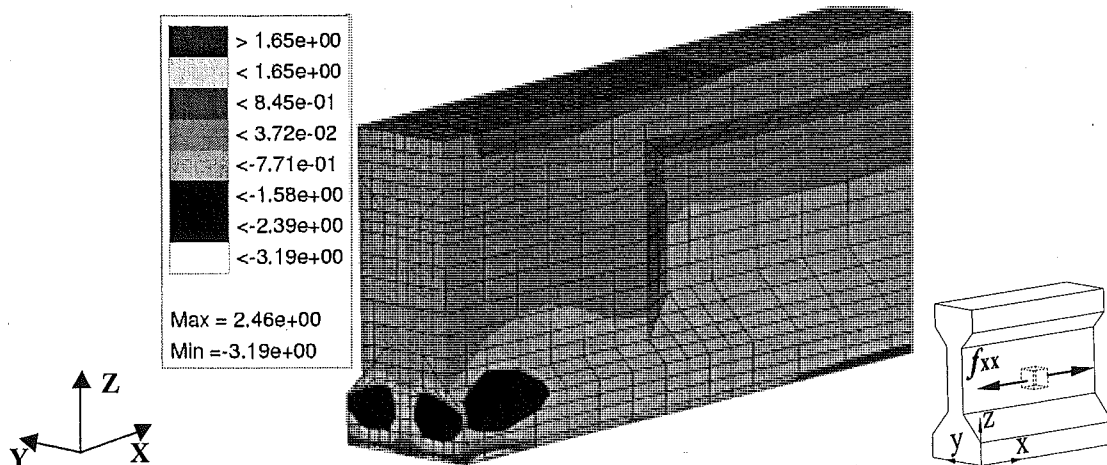 > 1.65e+00
< 1.65e+00
< 8.45e-01
< 3.72e-02
<-7.71e-01
<-1.58e+00
<-2.39e+00
<-3.19e+00
Max = 2.46e+00
Min =-3.19e+00
Z
Y
X
fxx
z
y
x